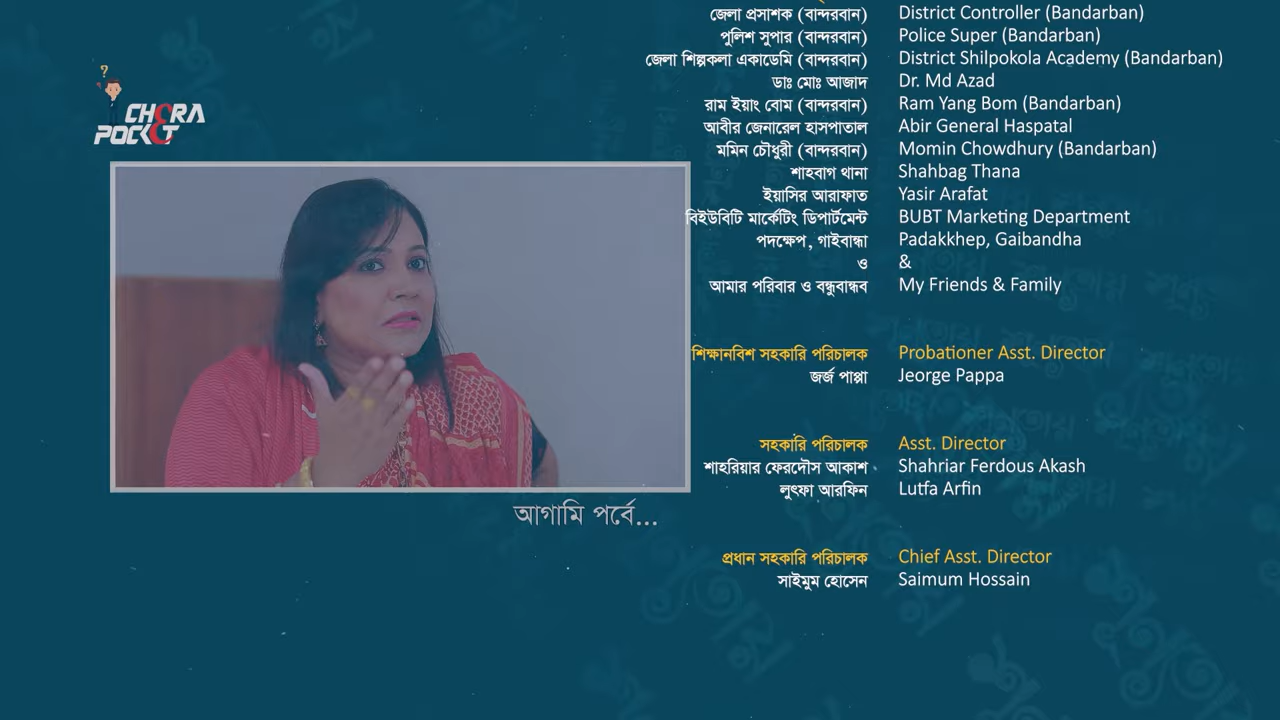 ?
CHERA
POCKET
জেলা প্রসাশক (বান্দরবান) District Controller (Bandarban)
পুলিশ সুপার (বান্দরবান) Police Super (Bandarban)
জেলা শিল্পকলা একাডেমি (বান্দরবান) District Shilpokola Academy (Bandarban)
ডাঃ মোঃ আজাদ Dr. Md Azad
রাম ইয়াং বোম (বান্দরবান) Ram Yang Bom (Bandarban)
আবীর জেনারেল হাসপাতাল Abir General Haspatal
মমিন চৌধুরী (বান্দরবান) Momin Chowdhury (Bandarban)
শাহবাগ থানা Shahbag Thana
ইয়াসির আরাফাত Yasir Arafat
বিইউবিটি মার্কেটিং ডিপার্টমেন্ট BUBT Marketing Department
পদক্ষেপ, গাইবান্ধা Padakkhep, Gaibandha
ও &
আমার পরিবার ও বন্ধুবান্ধব My Friends & Family
শিক্ষানবিশ সহকারি পরিচালক Probationer Asst. Director
জর্জ পাপ্পা Jeorge Pappa
সহকারি পরিচালক Asst. Director
শাহরিয়ার ফেরদৌস আকাশ Shahriar Ferdous Akash
লুৎফা আরফিন Lutfa Arfin
আগামি পর্বে...
প্রধান সহকারি পরিচালক Chief Asst. Director
সাইমুম হোসেন Saimum Hossain